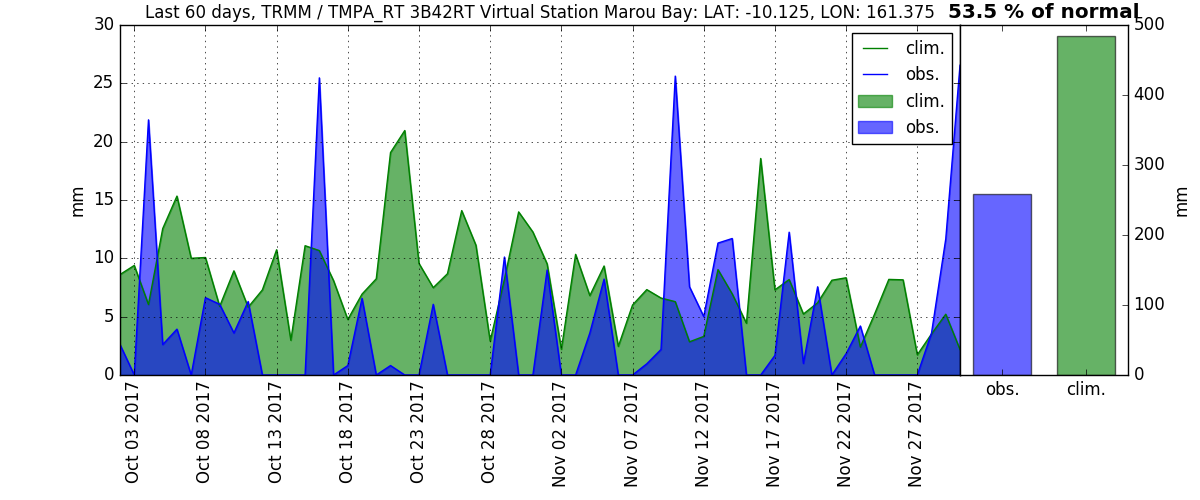 Last 60 days, TRMM / TMPA_RT 3B42RT Virtual Station Marou Bay: LAT: -10.125, LON: 161.375
53.5 % of normal
30
25
20
15
10
5
0
mm
clim.
obs.
clim.
obs.
500
400
300
200
100
0
mm
obs.
clim.
Oct 03 2017
Oct 08 2017
Oct 13 2017
Oct 18 2017
Oct 23 2017
Oct 28 2017
Nov 02 2017
Nov 07 2017
Nov 12 2017
Nov 17 2017
Nov 22 2017
Nov 27 2017